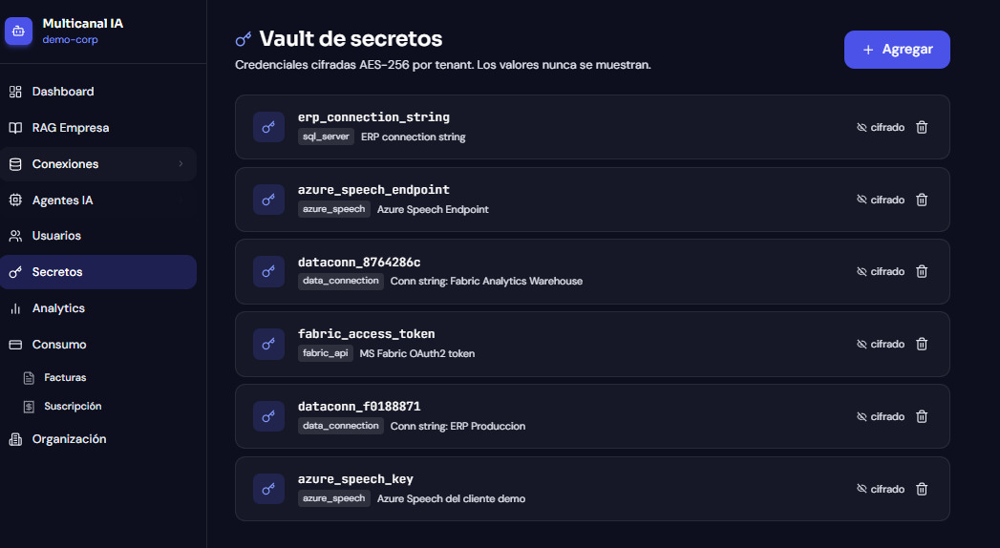 Multicanal IA
demo-corp
Dashboard
RAG Empresa
Conexiones
Agentes IA
Usuarios
Secretos
Analytics
Consumo
Facturas
Suscripción
Organización
Vault de secretos
Credenciales cifradas AES-256 por tenant. Los valores nunca se muestran.
+ Agregar
erp_connection_string
sql_server ERP connection string
cifrado
azure_speech_endpoint
azure_speech Azure Speech Endpoint
cifrado
dataconn_8764286c
data_connection Conn string: Fabric Analytics Warehouse
cifrado
fabric_access_token
fabric_api MS Fabric OAuth2 token
cifrado
dataconn_f0188871
data_connection Conn string: ERP Produccion
cifrado
azure_speech_key
azure_speech Azure Speech del cliente demo
cifrado